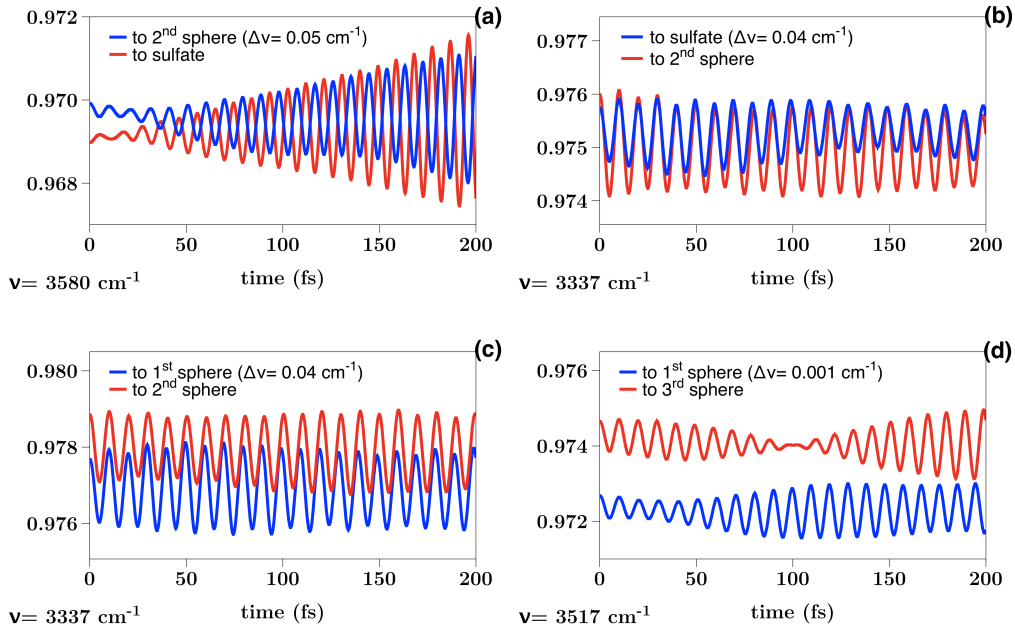 (a)
0.972
0.970
0.968
to 2nd sphere (Δν= 0.05 cm-1)
to sulfate
0 50 100 150 200
time (fs)
ν= 3580 cm-1
(b)
0.977
0.976
0.975
0.974
to sulfate (Δν= 0.04 cm-1)
to 2nd sphere
0 50 100 150 200
time (fs)
ν= 3337 cm-1
(c)
0.980
0.978
0.976
to 1st sphere (Δν= 0.04 cm-1)
to 2nd sphere
0 50 100 150 200
time (fs)
ν= 3337 cm-1
(d)
0.976
0.974
0.972
to 1st sphere (Δν= 0.001 cm-1)
to 3rd sphere
0 50 100 150 200
time (fs)
ν= 3517 cm-1